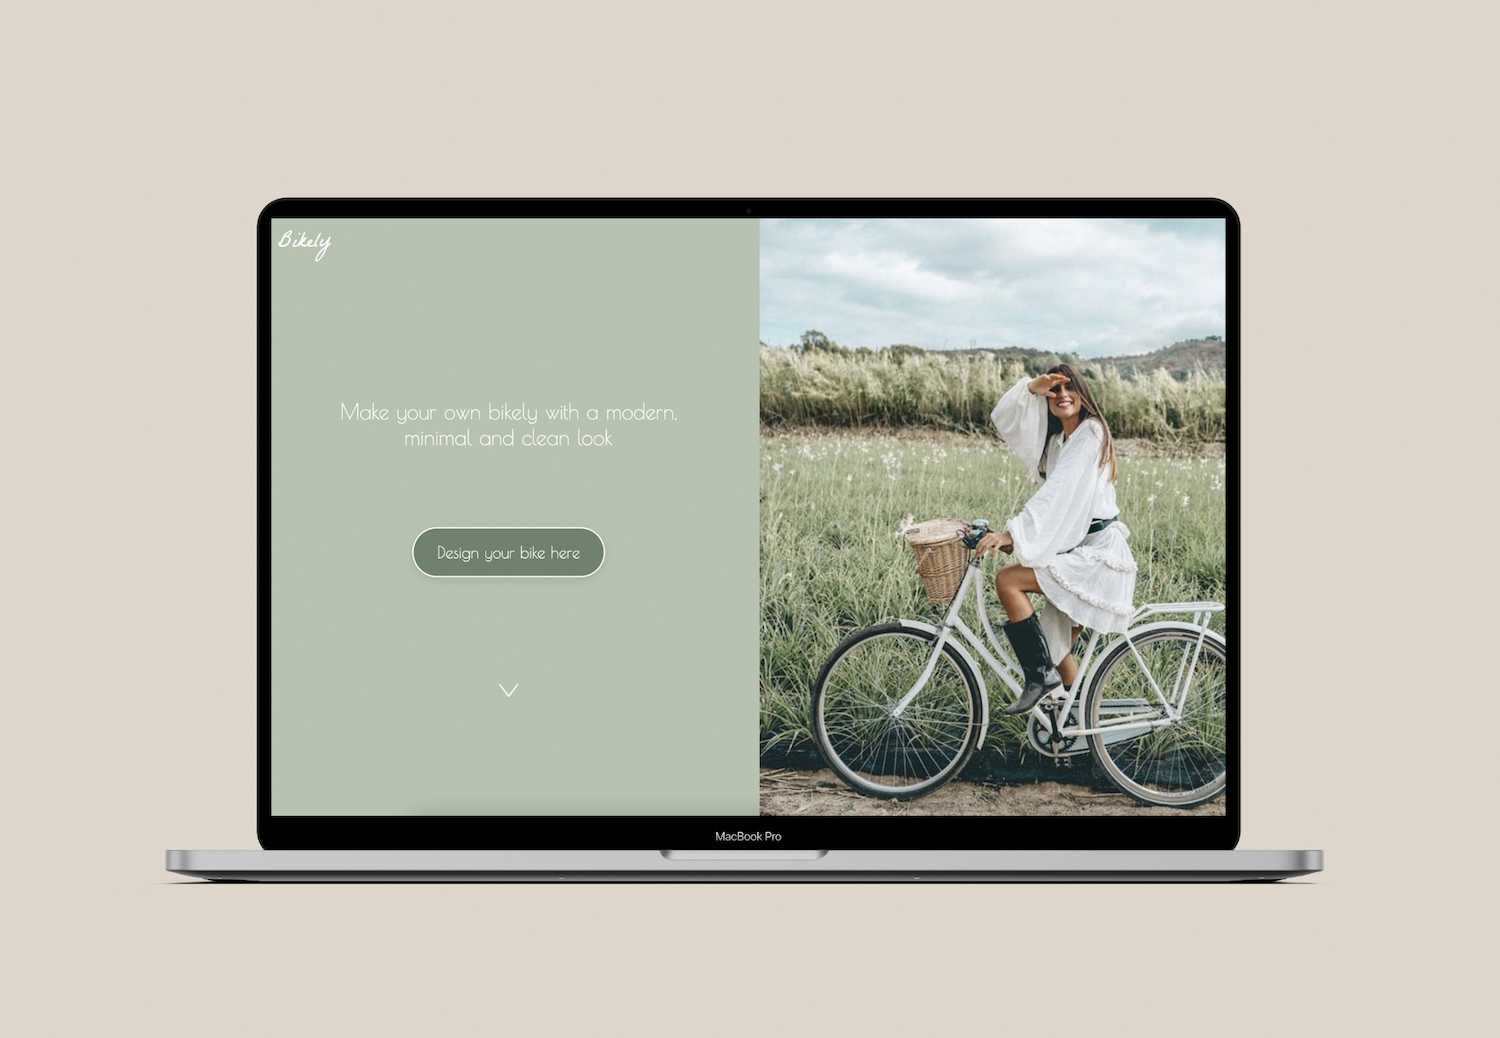 Bikely
Make your own bikely with a modern,
minimal and clean look
Design your bike here
MacBook Pro